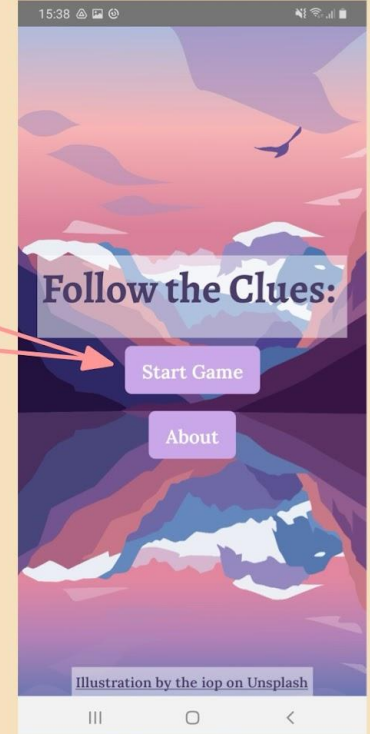 15:38
Follow the Clues:
Start Game
About
Illustration by the iop on Unsplash